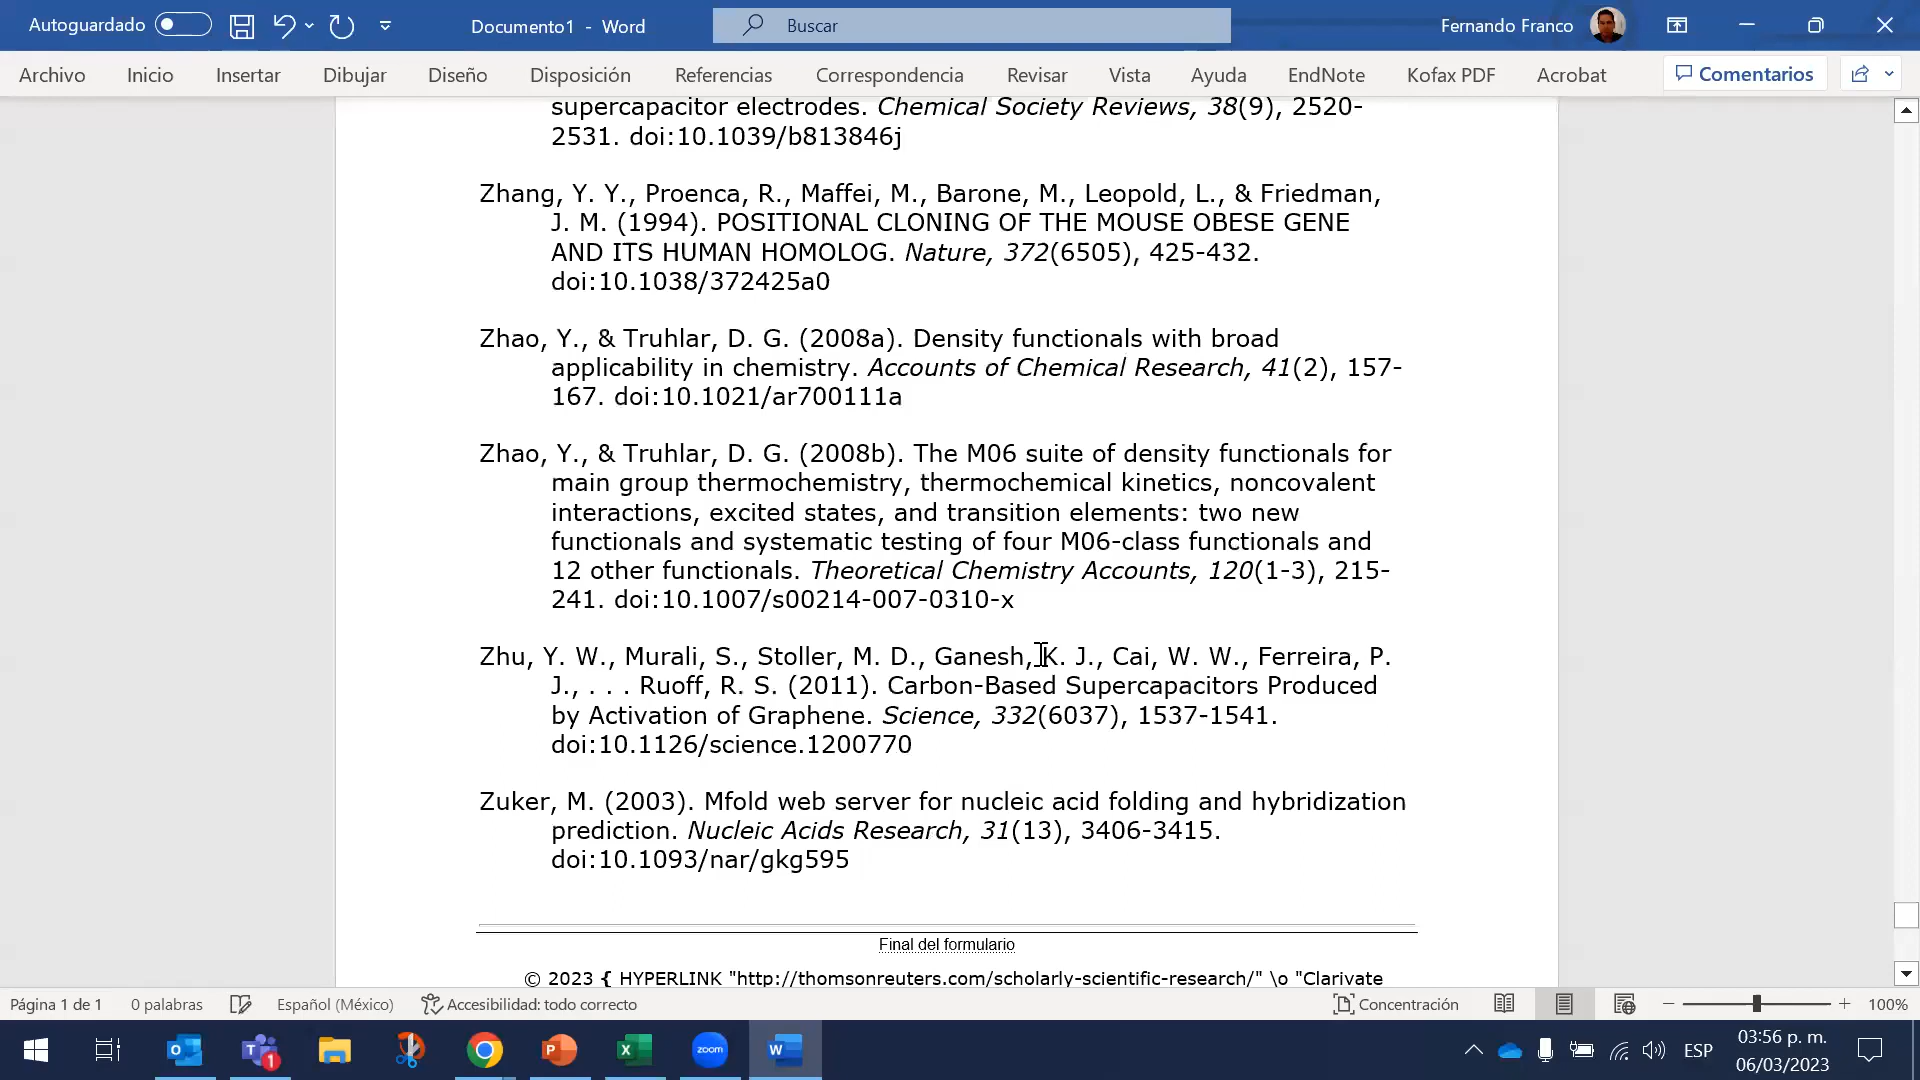 Autoguardado
Documento1 - Word
Buscar
Fernando Franco
Archivo Inicio Insertar Dibujar Diseño Disposición Referencias Correspondencia Revisar Vista Ayuda EndNote Kofax PDF Acrobat Comentarios
supercapacitor electrodes. Chemical Society Reviews, 38(9), 2520-
2531. doi:10.1039/b813846j
Zhang, Y. Y., Proenca, R., Maffei, M., Barone, M., Leopold, L., & Friedman,
J. M. (1994). POSITIONAL CLONING OF THE MOUSE OBESE GENE
AND ITS HUMAN HOMOLOG. Nature, 372(6505), 425-432.
doi:10.1038/372425a0
Zhao, Y., & Truhlar, D. G. (2008a). Density functionals with broad
applicability in chemistry. Accounts of Chemical Research, 41(2), 157-
167. doi:10.1021/ar700111a
Zhao, Y., & Truhlar, D. G. (2008b). The M06 suite of density functionals for
main group thermochemistry, thermochemical kinetics, noncovalent
interactions, excited states, and transition elements: two new
functionals and systematic testing of four M06-class functionals and
12 other functionals. Theoretical Chemistry Accounts, 120(1-3), 215-
241. doi:10.1007/s00214-007-0310-x
Zhu, Y. W., Murali, S., Stoller, M. D., Ganesh, K. J., Cai, W. W., Ferreira, P.
J., . . . Ruoff, R. S. (2011). Carbon-Based Supercapacitors Produced
by Activation of Graphene. Science, 332(6037), 1537-1541.
doi:10.1126/science.1200770
Zuker, M. (2003). Mfold web server for nucleic acid folding and hybridization
prediction. Nucleic Acids Research, 31(13), 3406-3415.
doi:10.1093/nar/gkg595
Final del formulario
© 2023 { HYPERLINK "http://thomsonreuters.com/scholarly-scientific-research/" \o "Clarivate
Página 1 de 1 0 palabras Español (México) Accesibilidad: todo correcto Concentración 100%
O T 1 P X zoom W ESP 03:56 p. m.
06/03/2023